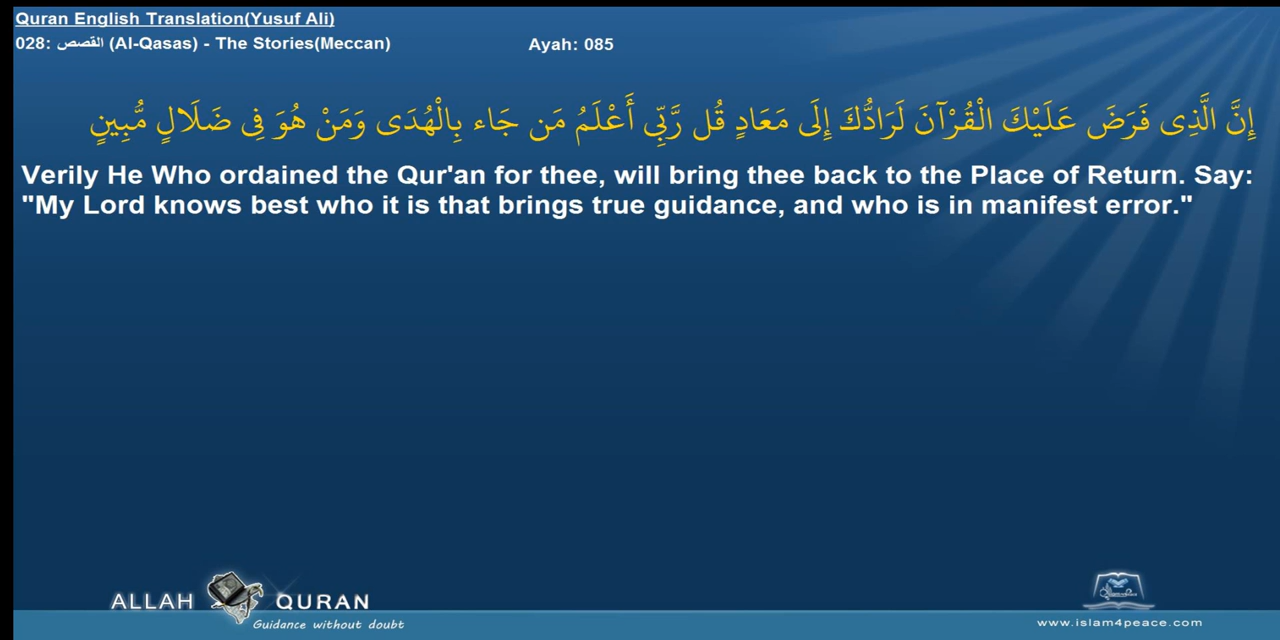 Quran English Translation(Yusuf Ali)
028: القصص (Al-Qasas) - The Stories(Meccan) Ayah: 085
إِنَّ الَّذِى فَرَضَ عَلَيْكَ الْقُرْآنَ لَرَادُّكَ إِلَى مَعَادٍ قُل رَّبِّى أَعْلَمُ مَن جَاء بِالْهُدَى وَمَنْ هُوَ فِى ضَلَالٍ مُّبِينٍ
Verily He Who ordained the Qur'an for thee, will bring thee back to the Place of Return. Say:
"My Lord knows best who it is that brings true guidance, and who is in manifest error."
ALLAH QURAN
Guidance without doubt
www.islam4peace.com